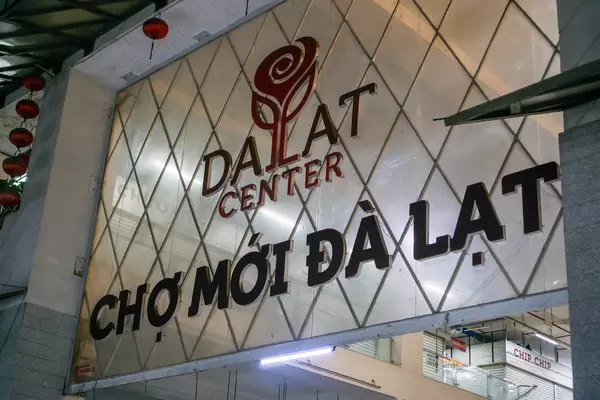 DALAT
CENTER
CHỢ MỚI ĐÀ LẠT
CHIP CHIP